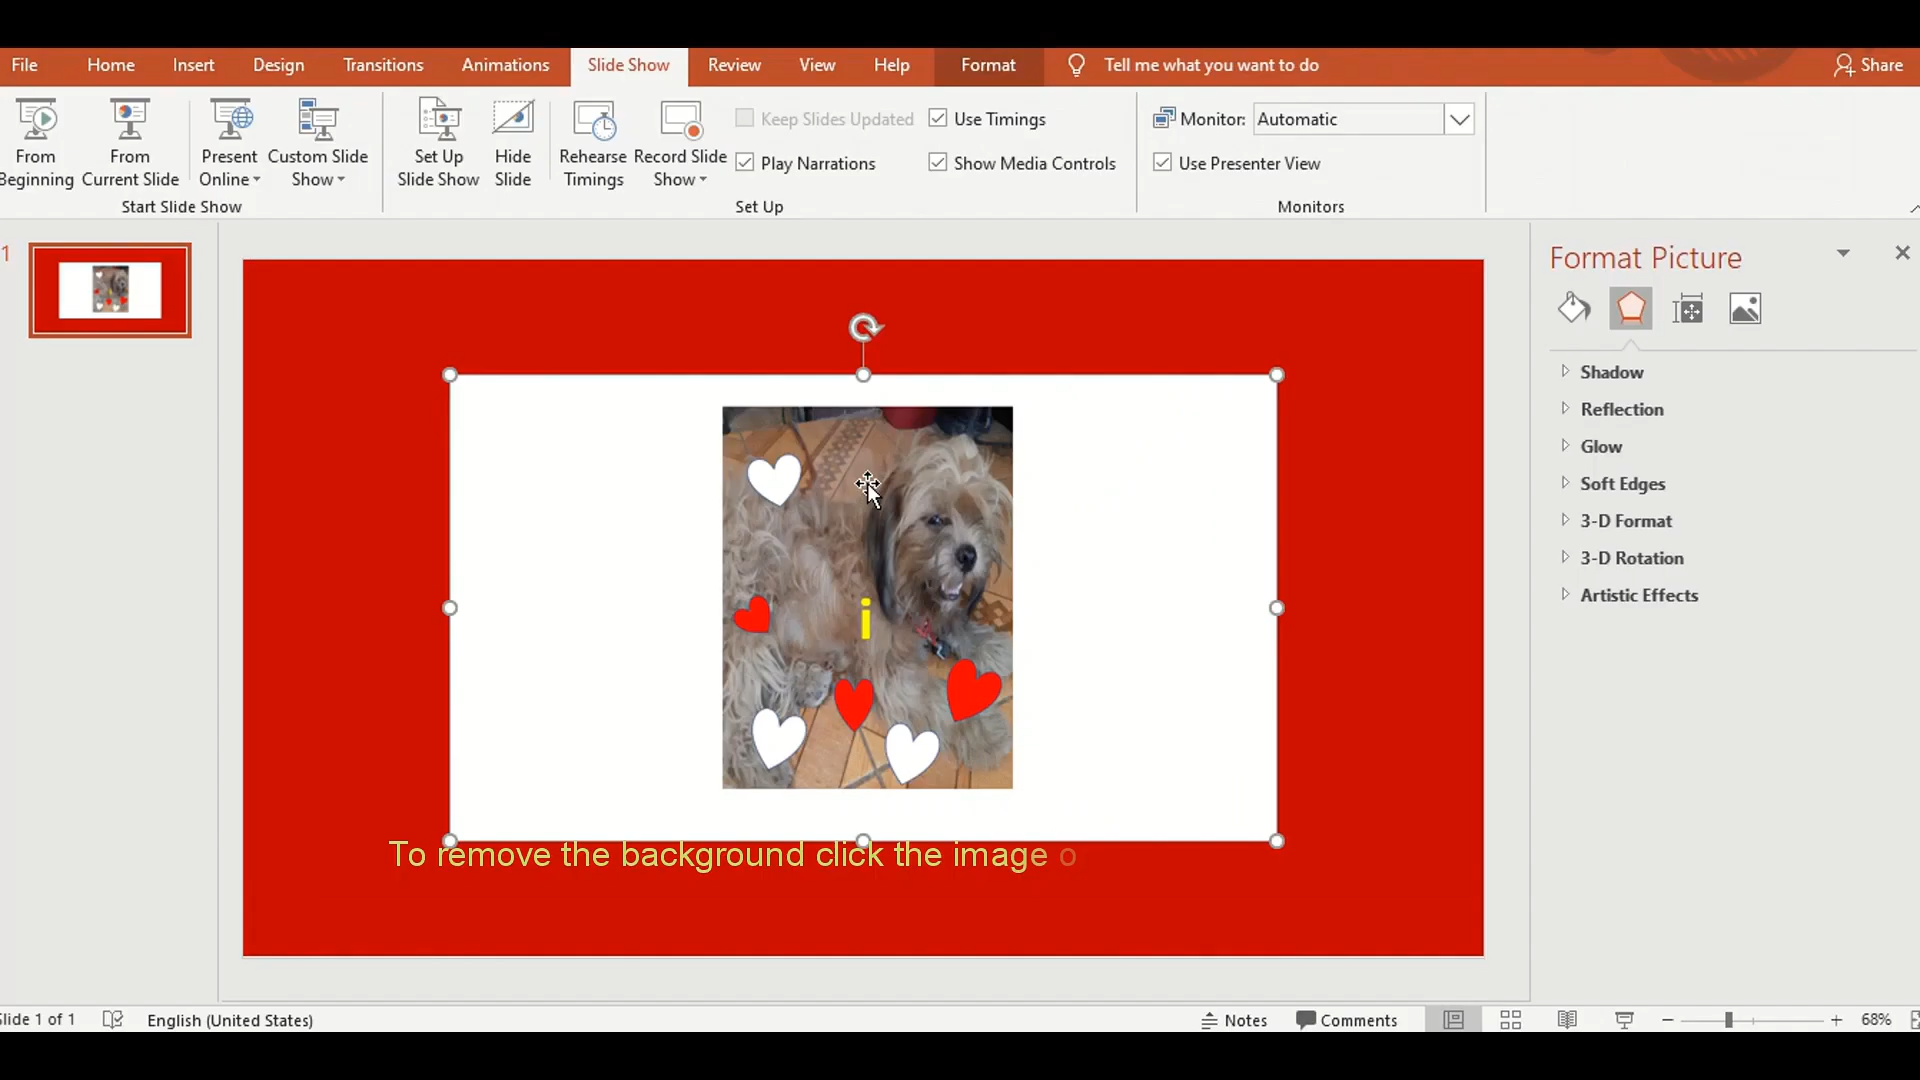 File Home Insert Design Transitions Animations Slide Show Review View Help Format Tell me what you want to do Share
From Beginning
From Current Slide
Present Online
Custom Slide Show
Start Slide Show
Set Up Slide Show
Hide Slide
Rehearse Timings
Record Slide Show
Keep Slides Updated
Use Timings
Play Narrations
Show Media Controls
Set Up
Monitor: Automatic
Use Presenter View
Monitors
1
Format Picture
Shadow
Reflection
Glow
Soft Edges
3-D Format
3-D Rotation
Artistic Effects
i
To remove the background click the image o
Slide 1 of 1 English (United States) Notes Comments 68%